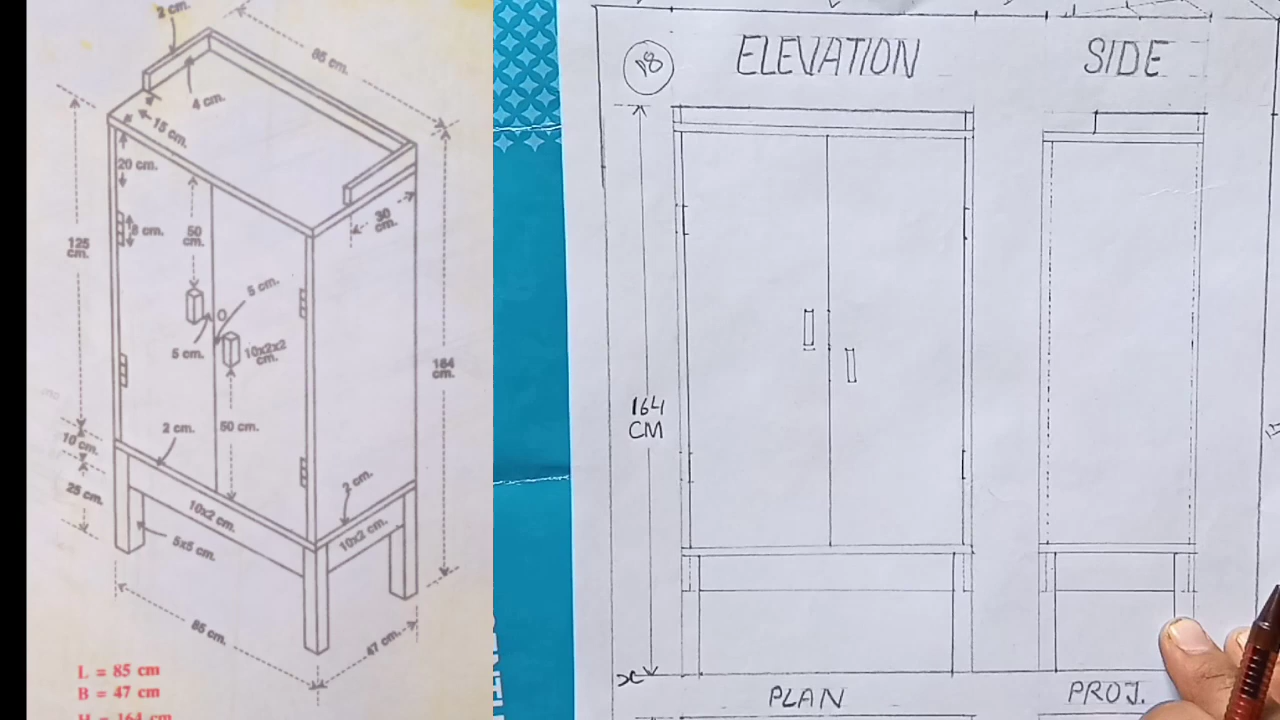 2 cm.
85 cm.
4 cm.
15 cm.
20 cm.
8 cm.
50
cm.
30
cm.
125
cm.
5 cm.
5 cm.
10x2x2
cm.
164
cm.
2 cm.
50 cm.
10 cm.
25 cm.
2 cm.
10x2 cm.
10x2 cm.
5x5 cm.
85 cm.
47 cm.
L = 85 cm
B = 47 cm
H = 164 cm
ELEVATION
SIDE
164
CM
PLAN
PROJ.